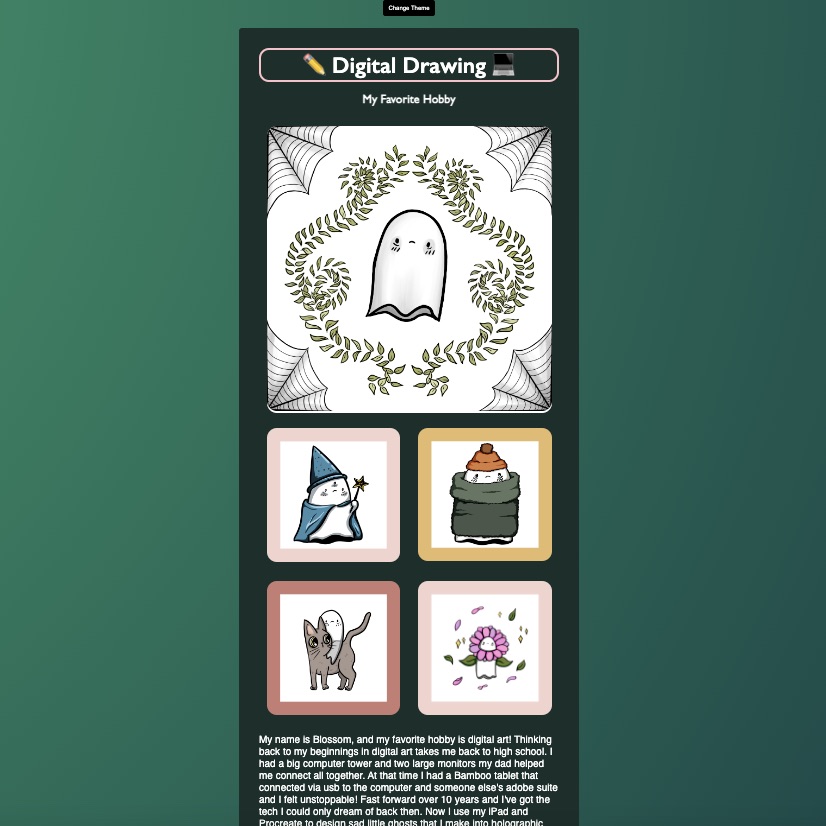 Change Theme
✏️ Digital Drawing 💻
My Favorite Hobby
My name is Blossom, and my favorite hobby is digital art! Thinking
back to my beginnings in digital art takes me back to high school. I
had a big computer tower and two large monitors my dad helped
me connect all together. At that time I had a Bamboo tablet that
connected via usb to the computer and someone else's adobe suite
and I felt unstoppable! Fast forward over 10 years and I've got the
tech I could only dream of back then. Now I use my iPad and
Procreate to design sad little ghosts that I make into holographic